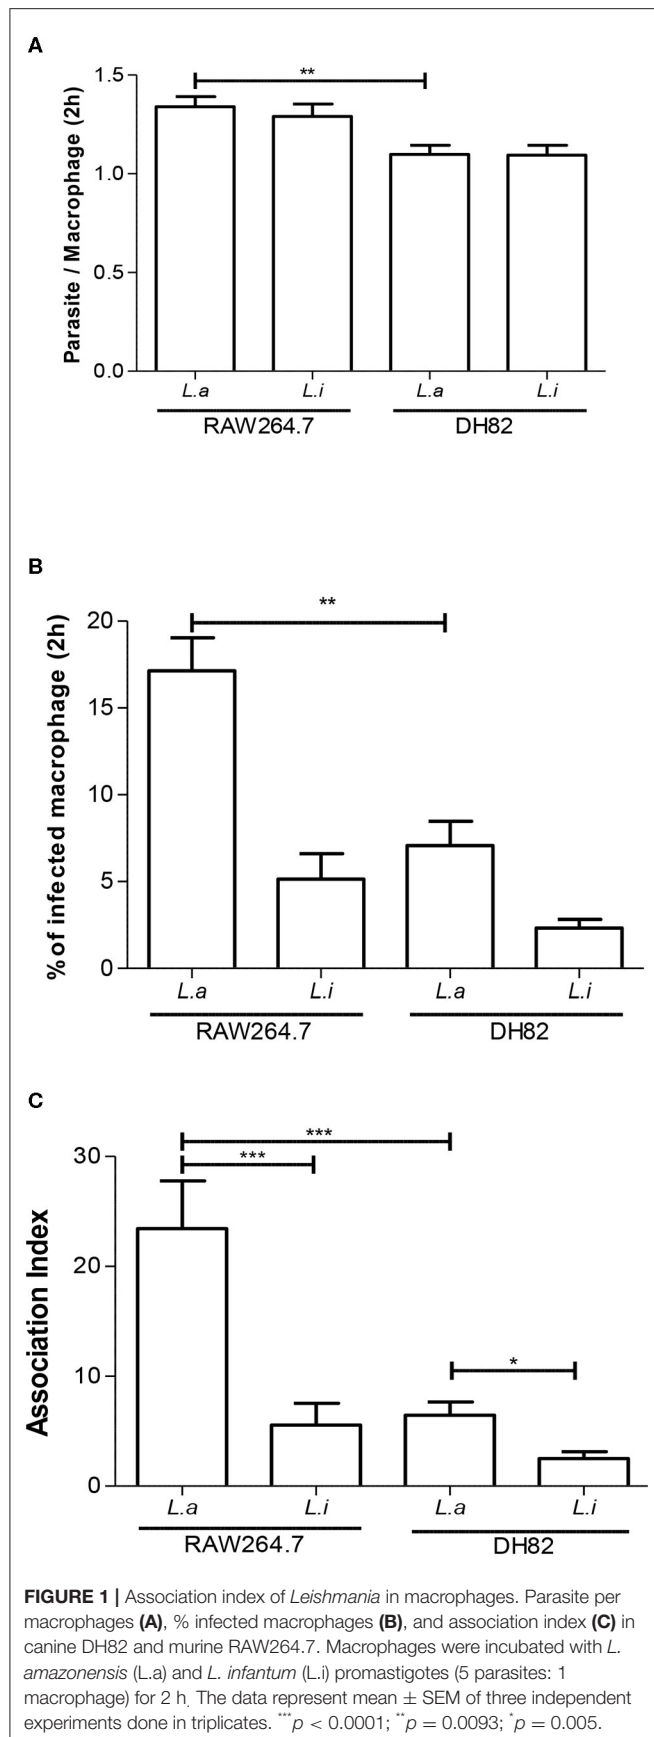 A
**
1.5
1.0
0.5
0.0
Parasite / Macrophage (2h)
L.a L.i L.a L.i
RAW264.7 DH82
B
**
20
15
10
5
0
% of infected macrophage (2h)
L.a L.i L.a L.i
RAW264.7 DH82
C
***
***
*
30
20
10
0
Association Index
L.a L.i L.a L.i
RAW264.7 DH82
FIGURE 1 | Association index of Leishmania in macrophages. Parasite per
macrophages (A), % infected macrophages (B), and association index (C) in
canine DH82 and murine RAW264.7. Macrophages were incubated with L.
amazonensis (L.a) and L. infantum (L.i) promastigotes (5 parasites: 1
macrophage) for 2 h. The data represent mean ± SEM of three independent
experiments done in triplicates. ***p < 0.0001; **p = 0.0093; *p = 0.005.